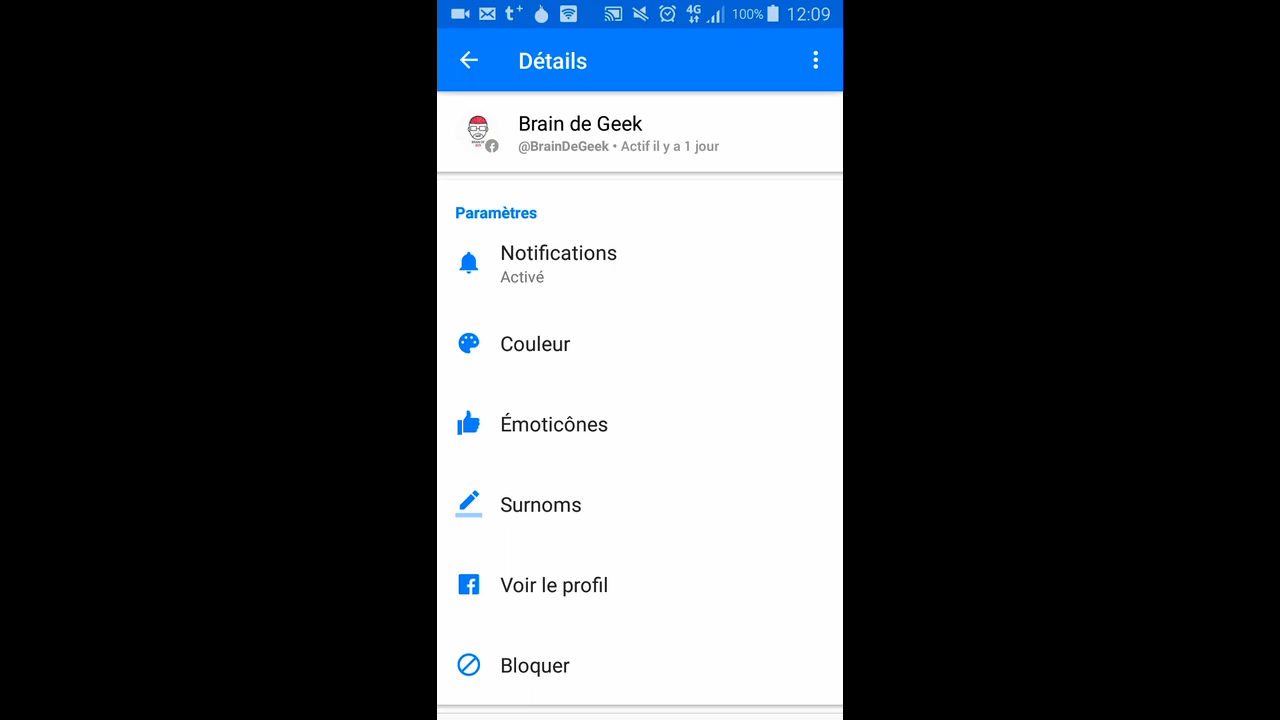 4G 100% 12:09
Détails
Brain de Geek
@BrainDeGeek • Actif il y a 1 jour
Paramètres
Notifications
Activé
Couleur
Émoticônes
Surnoms
Voir le profil
Bloquer